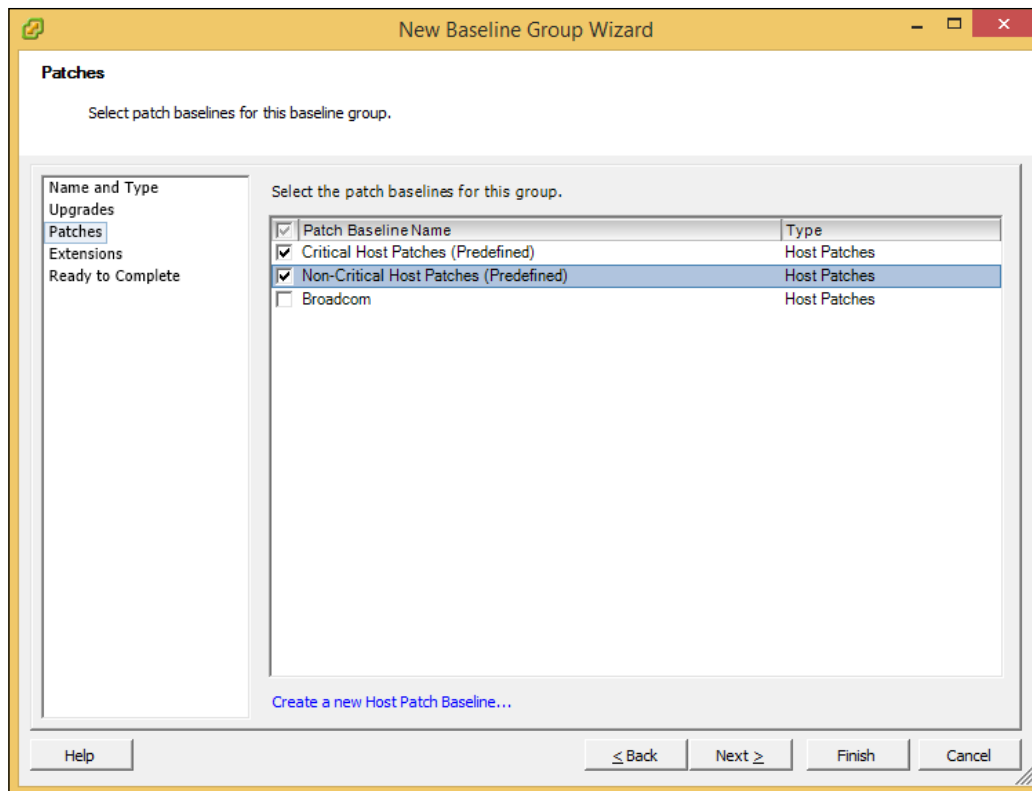 New Baseline Group Wizard
Patches
Select patch baselines for this baseline group.
Name and Type
Upgrades
Patches
Extensions
Ready to Complete
Select the patch baselines for this group.
Patch Baseline Name Type
Critical Host Patches (Predefined) Host Patches
Non-Critical Host Patches (Predefined) Host Patches
Broadcom Host Patches
Create a new Host Patch Baseline...
Help < Back Next > Finish Cancel